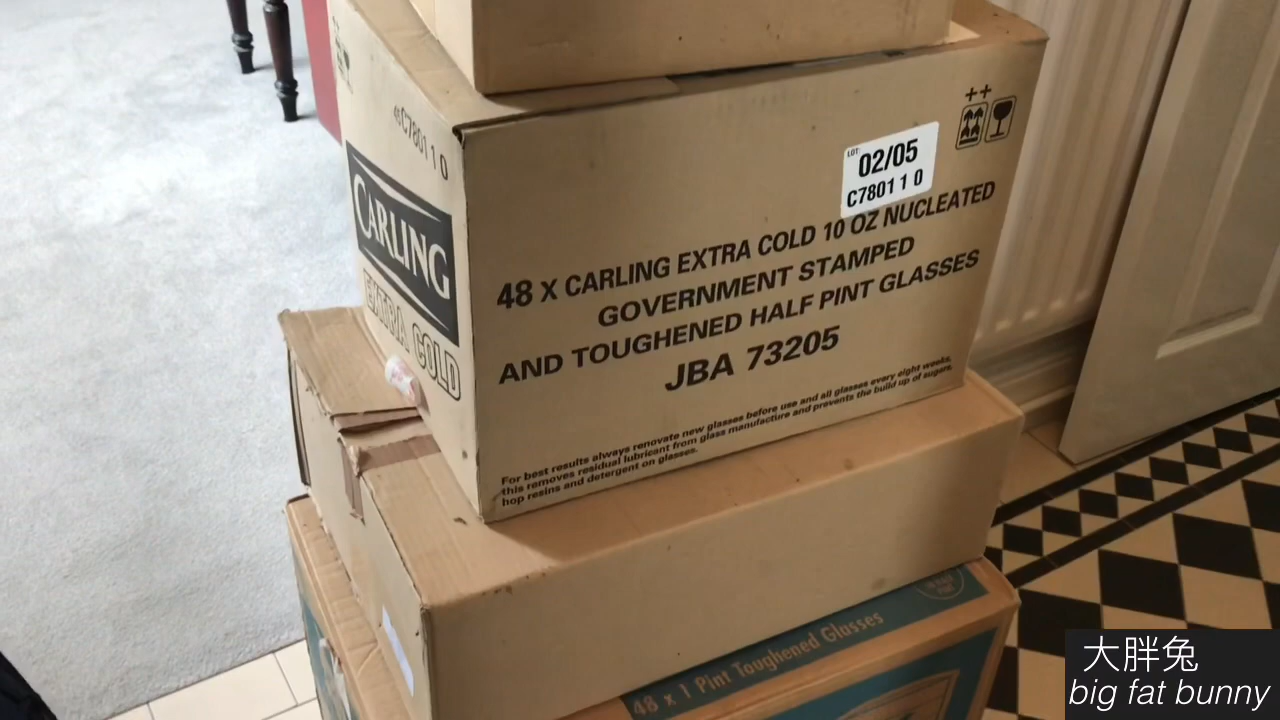 48C7801 1 0
CARLING
EXTRA COLD
LOT:
02/05
C7801 1 0
48 X CARLING EXTRA COLD 10 OZ NUCLEATED
GOVERNMENT STAMPED
AND TOUGHENED HALF PINT GLASSES
JBA 73205
For best results always renovate new glasses before use and all glasses every eight weeks,
this removes residual lubricant from glass manufacture and prevents the build up of sugars,
hop resins and detergent on glasses.
48 x 1 Pint Toughened Glasses
大胖兔
big fat bunny